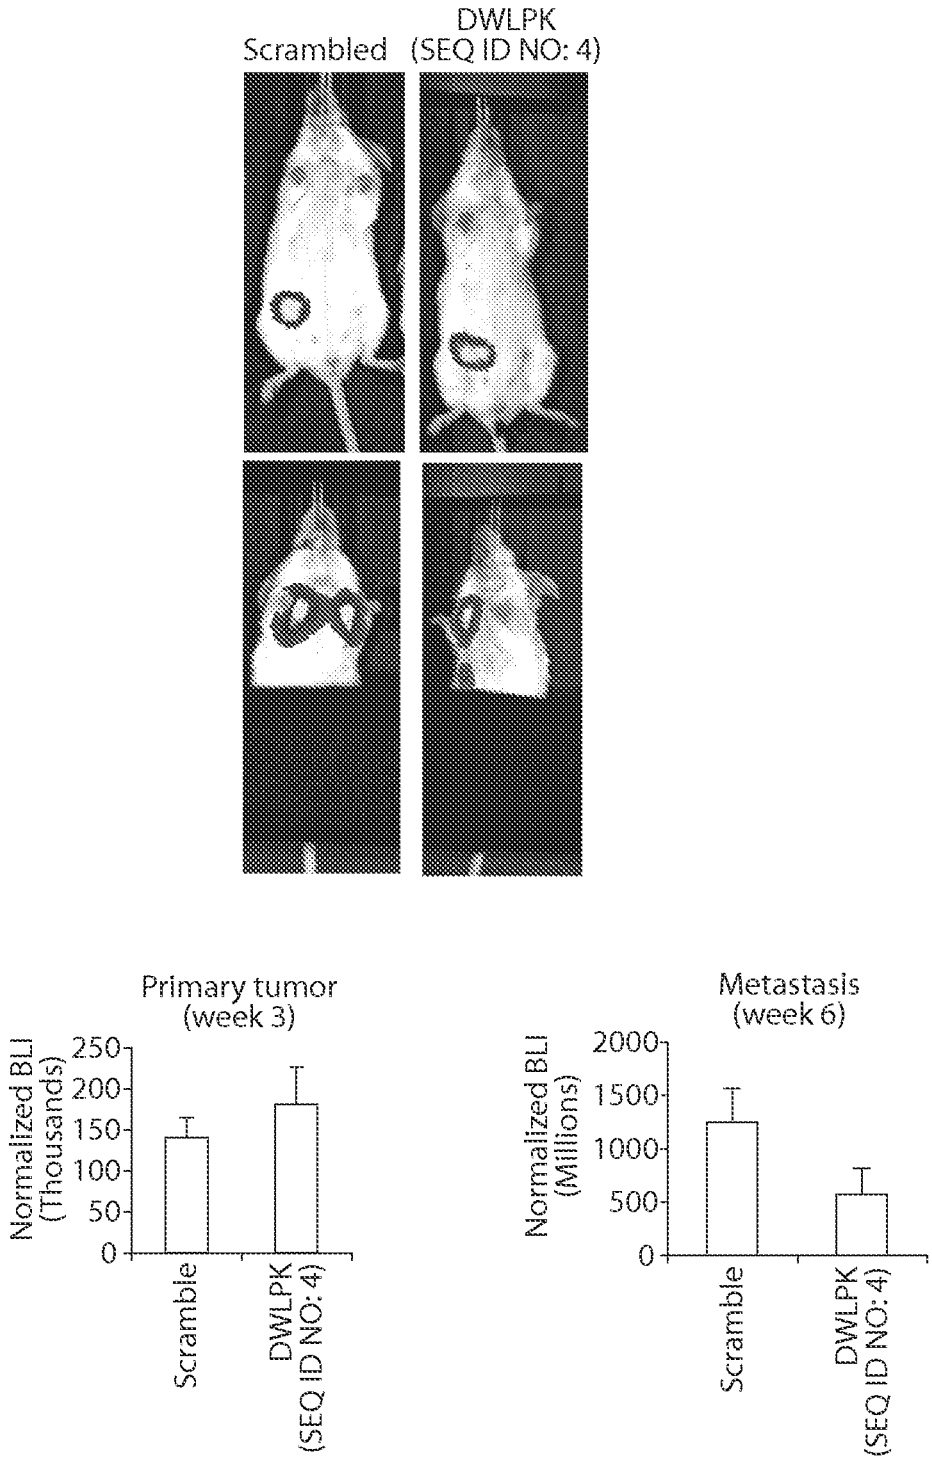 Scrambled
DWLPK
(SEQ ID NO: 4)
Primary tumor
(week 3)
Normalized BLI
(Thousands)
250
200
150
100
50
0
Scramble
DWLPK
(SEQ ID NO: 4)
Metastasis
(week 6)
Normalized BLI
(Millions)
2000
1500
1000
500
0
Scramble
DWLPK
(SEQ ID NO: 4)